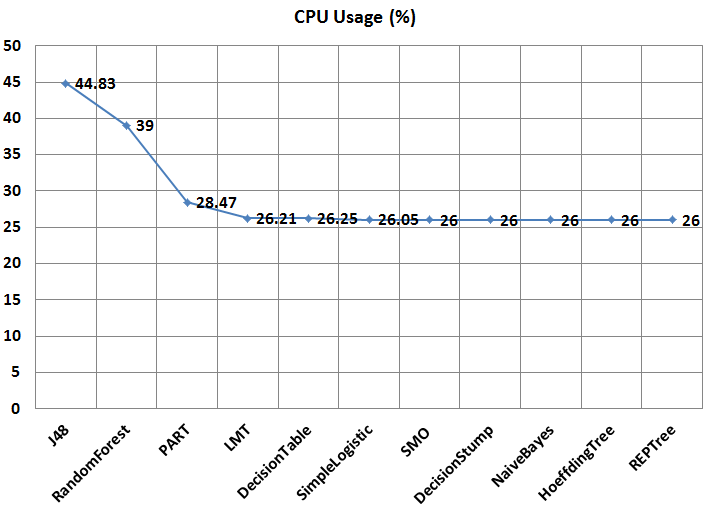 CPU Usage (%)
50
45
40
35
30
25
20
15
10
5
0
44.83
39
28.47
26.21
26.25
26.05
26
26
26
26
26
J48
RandomForest
PART
LMT
DecisionTable
SimpleLogistic
SMO
DecisionStump
NaiveBayes
HoeffdingTree
REPTree